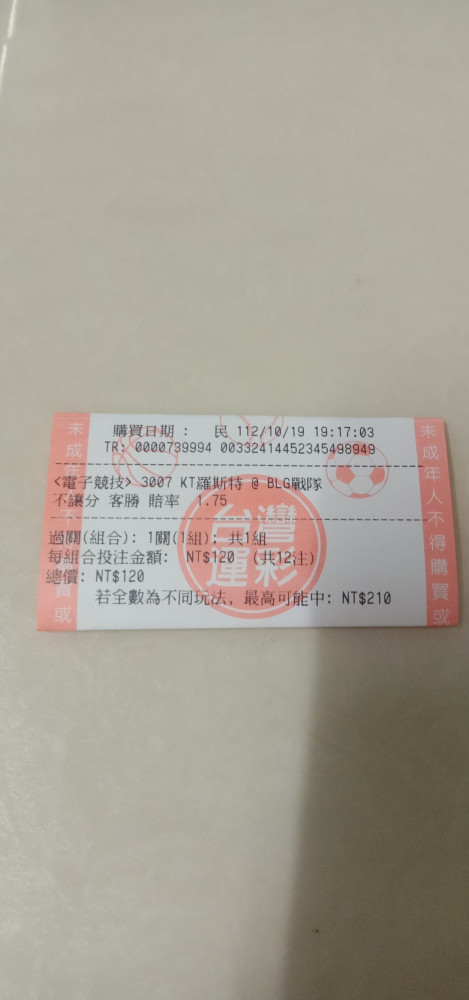 購買日期： 民 112/10/19 19:17:03
TR: 0000739994 00332414452345498949
<電子競技> 3007 KT羅斯特 @ BLG戰隊
不讓分 客勝 賠率 1.75
過關(組合): 1關(1組); 共1組
每組合投注金額: NT$120 (共12注)
總價: NT$120
若全數為不同玩法, 最高可能中: NT$210
台灣
運彩
未成年人不得購買或
未成年
不
買或